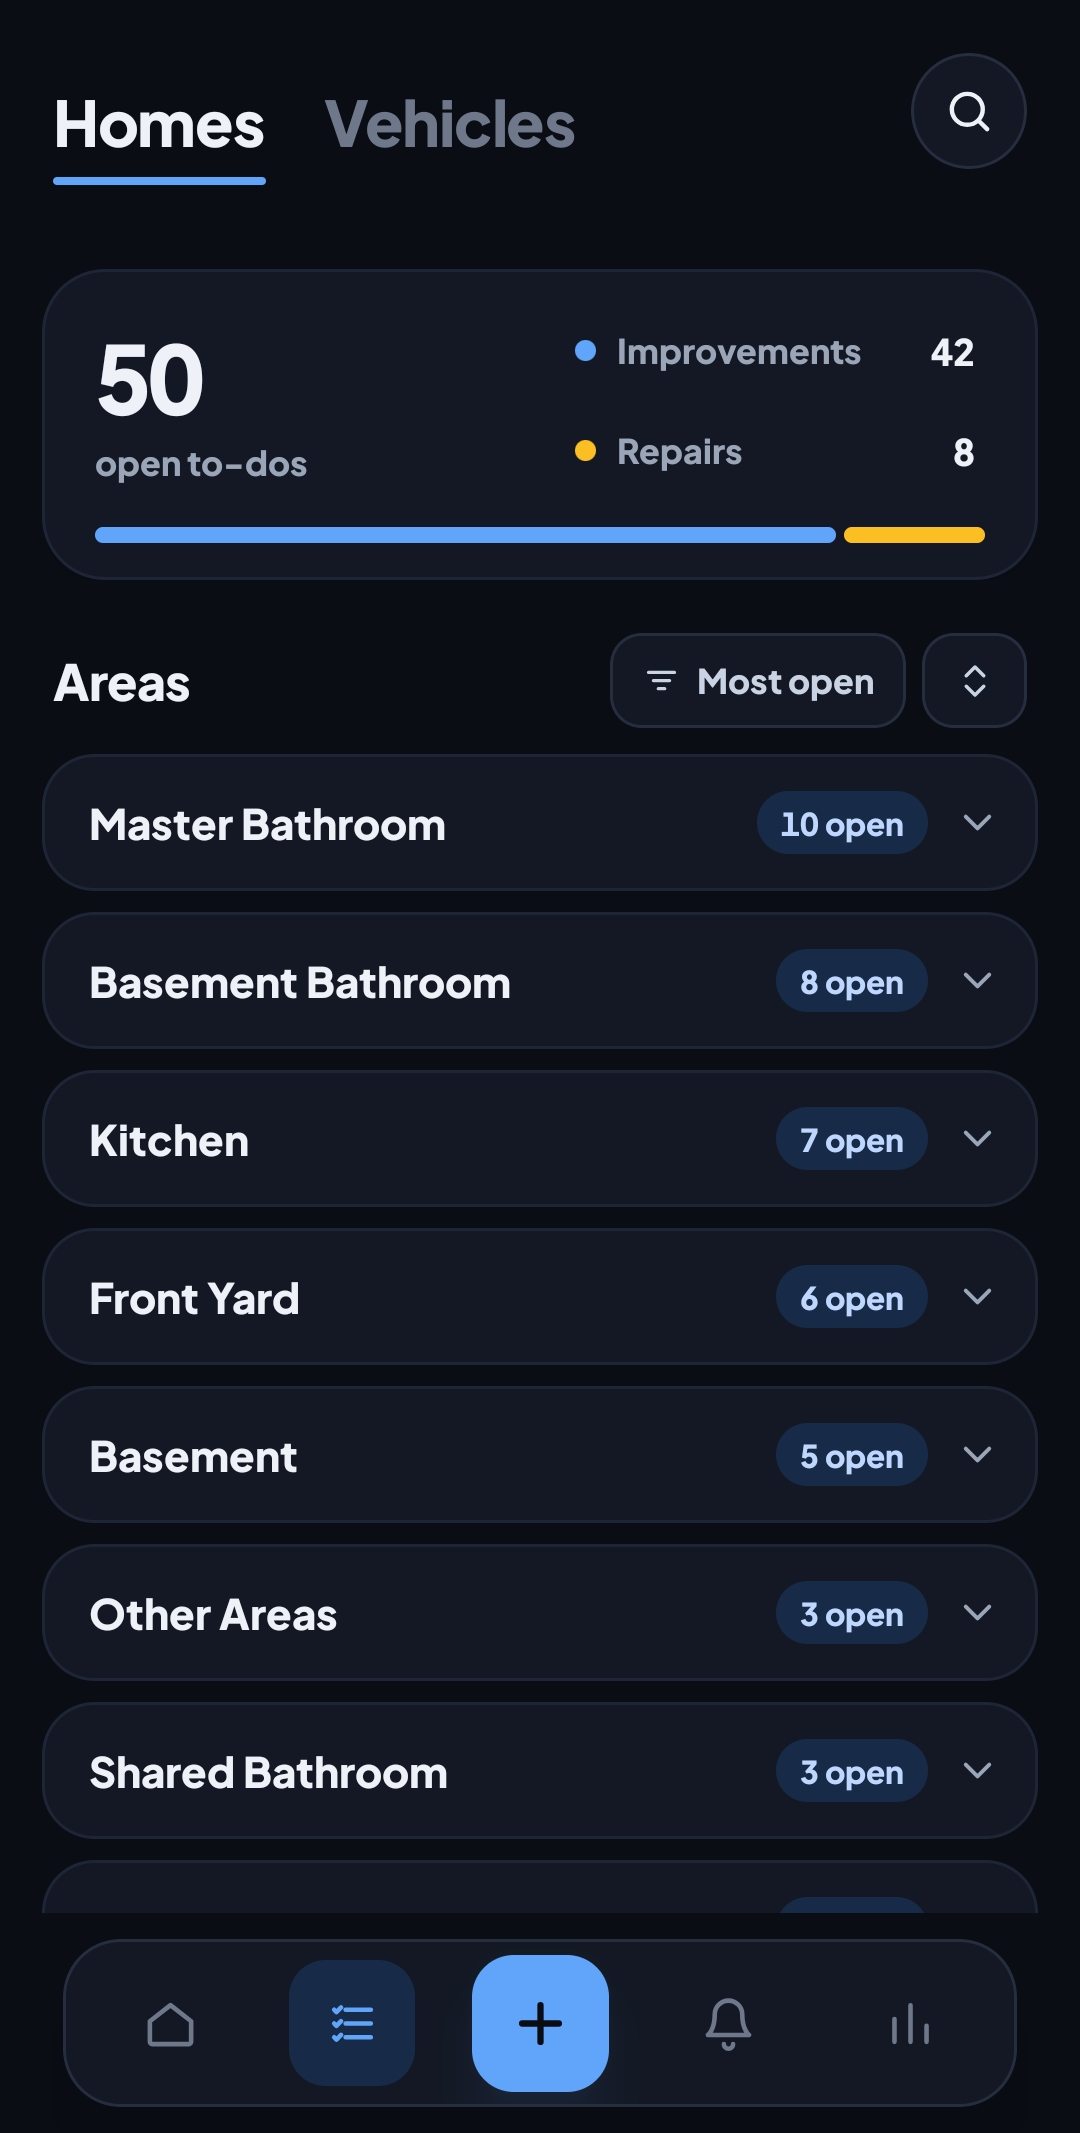 Homes Vehicles
50
open to-dos
Improvements 42
Repairs 8
Areas
Most open
Master Bathroom 10 open
Basement Bathroom 8 open
Kitchen 7 open
Front Yard 6 open
Basement 5 open
Other Areas 3 open
Shared Bathroom 3 open